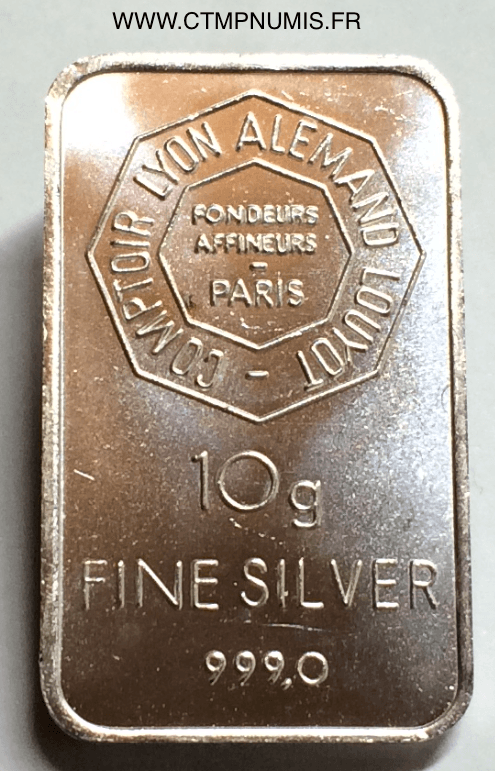 WWW.CTMPNUMIS.FR
COMPTOIR LYON ALEMAND LOUYOT -
FONDEURS
AFFINEURS
-
PARIS
10g
FINE SILVER
999,0